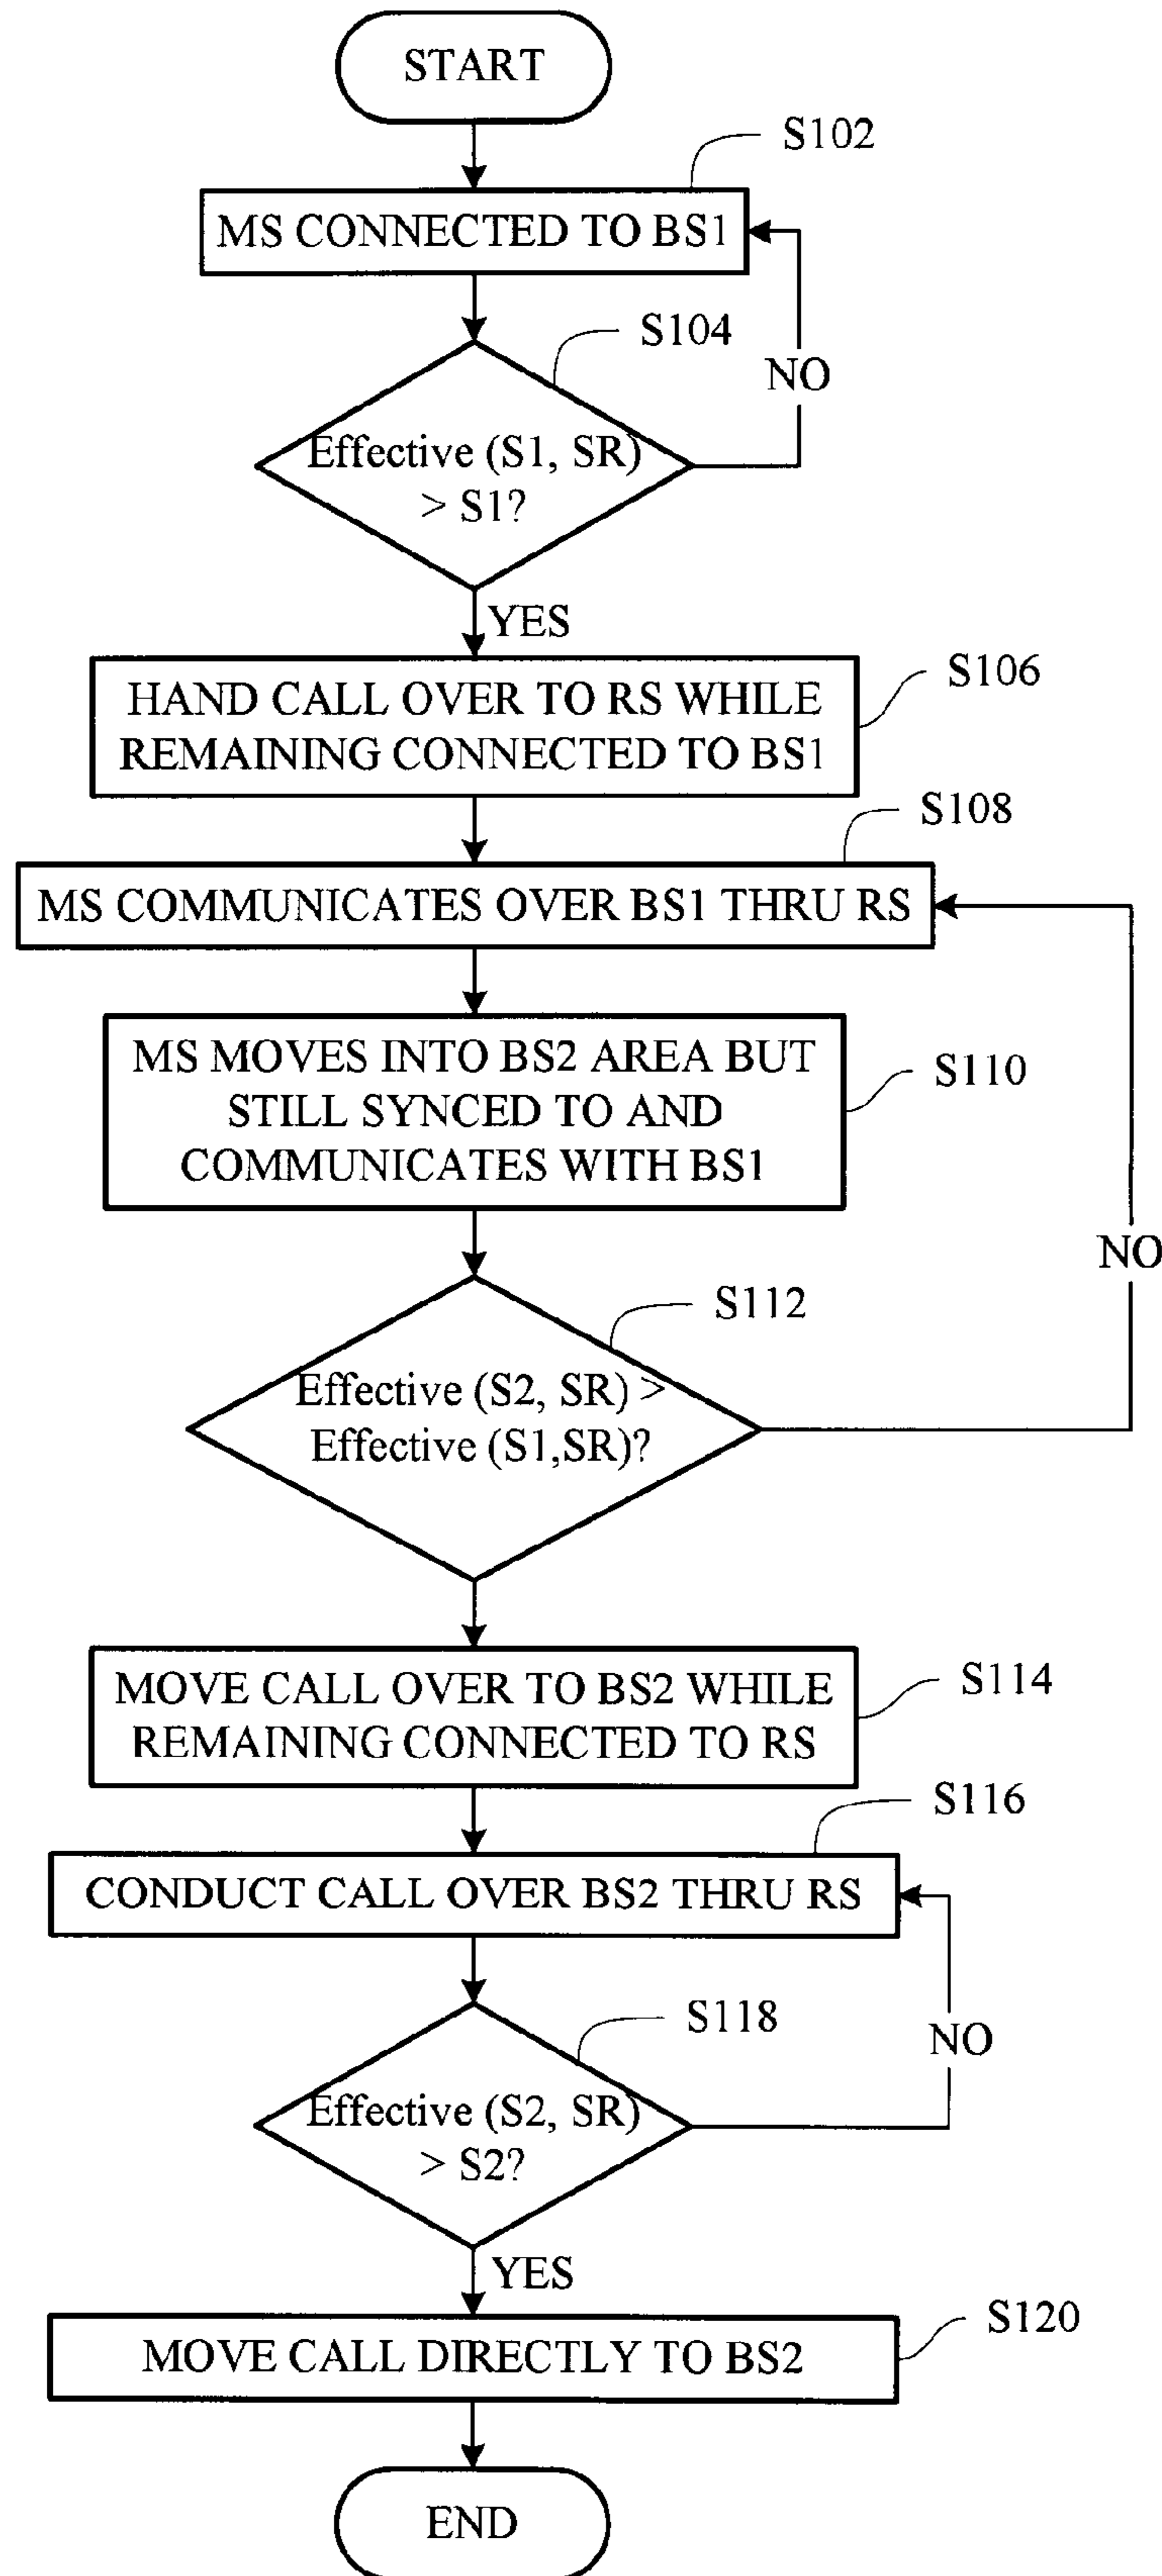 START
S102
MS CONNECTED TO BS1
S104
NO
Effective (S1, SR)
> S1?
YES
S106
HAND CALL OVER TO RS WHILE
REMAINING CONNECTED TO BS1
S108
MS COMMUNICATES OVER BS1 THRU RS
MS MOVES INTO BS2 AREA BUT
S110
STILL SYNCED TO AND
COMMUNICATES WITH BS1
NO
S112
Effective (S2, SR) >
Effective (S1,SR)?
S114
MOVE CALL OVER TO BS2 WHILE
REMAINING CONNECTED TO RS
S116
CONDUCT CALL OVER BS2 THRU RS
S118
NO
Effective (S2, SR)
> S2?
YES
S120
MOVE CALL DIRECTLY TO BS2
END